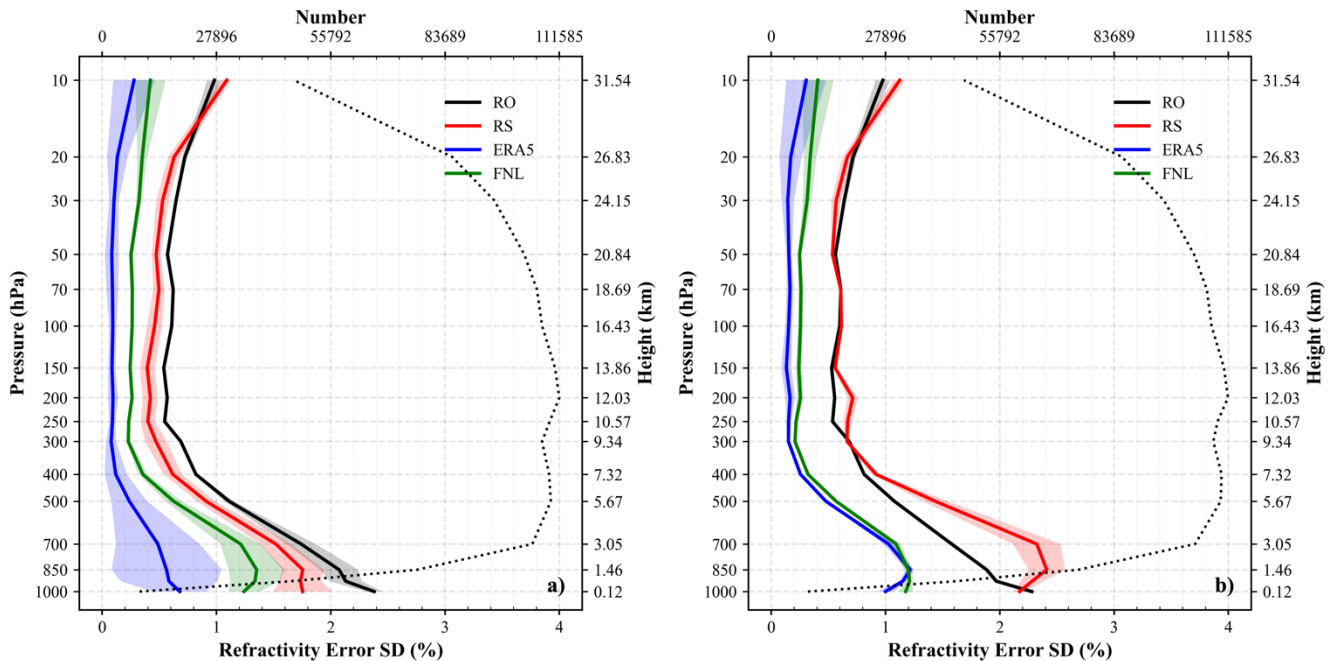 Number
0 27896 55792 83689 111585
Pressure (hPa)
10
20
30
50
70
100
150
200
250
300
400
500
700
850
1000
RO
RS
ERA5
FNL
31.54
26.83
24.15
20.84
18.69
16.43
13.86
12.03
10.57
9.34
7.32
5.67
3.05
1.46
0.12
Height (km)
a)
0 1 2 3 4
Refractivity Error SD (%)
Number
0 27896 55792 83689 111585
Pressure (hPa)
10
20
30
50
70
100
150
200
250
300
400
500
700
850
1000
RO
RS
ERA5
FNL
31.54
26.83
24.15
20.84
18.69
16.43
13.86
12.03
10.57
9.34
7.32
5.67
3.05
1.46
0.12
Height (km)
b)
0 1 2 3 4
Refractivity Error SD (%)